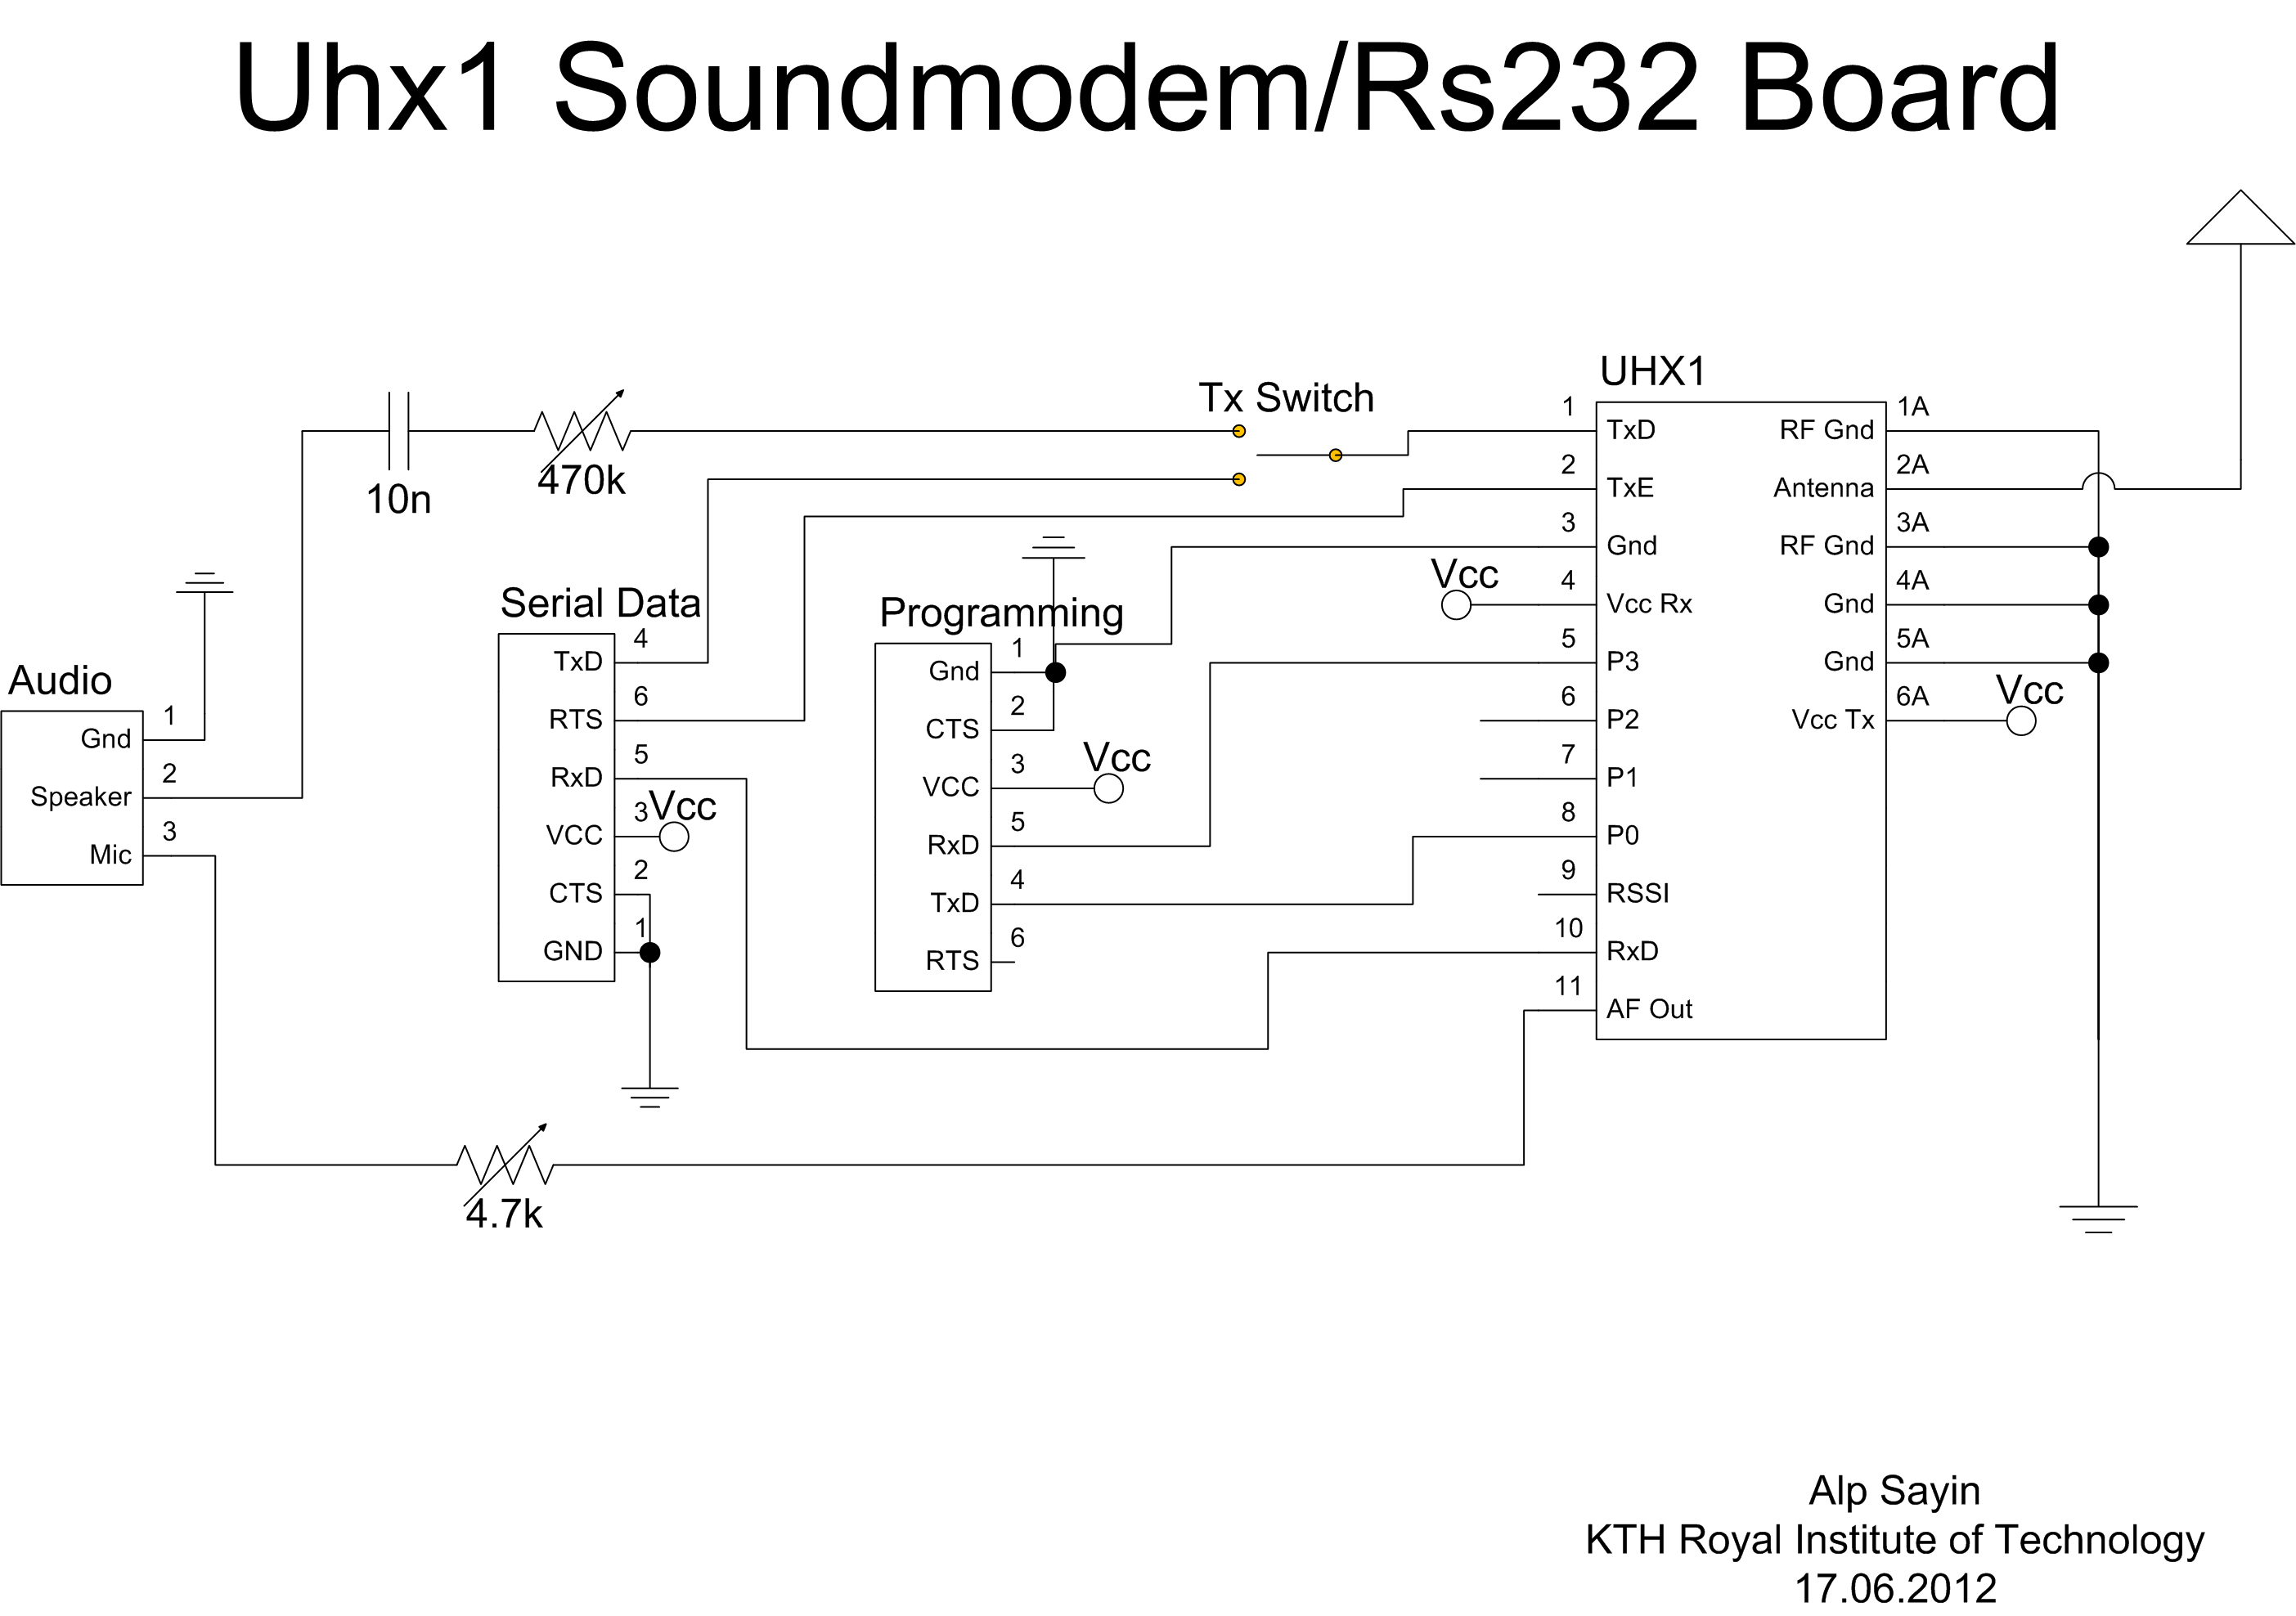 Uhx1 Soundmodem/Rs232 Board
Tx Switch
10n
470k
Audio
Gnd 1
Speaker 2
Mic 3
Serial Data
TxD 4
RTS 6
RxD 5
VCC 3 Vcc
CTS 2
GND 1
4.7k
Programming
Gnd 1
CTS 2
VCC 3 Vcc
RxD 5
TxD 4
RTS 6
UHX1
1 TxD
2 TxE
3 Gnd
Vcc 4 Vcc Rx
5 P3
6 P2
7 P1
8 P0
9 RSSI
10 RxD
11 AF Out
RF Gnd 1A
Antenna 2A
RF Gnd 3A
Gnd 4A
Gnd 5A
Vcc Tx 6A Vcc
Alp Sayin
KTH Royal Institute of Technology
17.06.2012